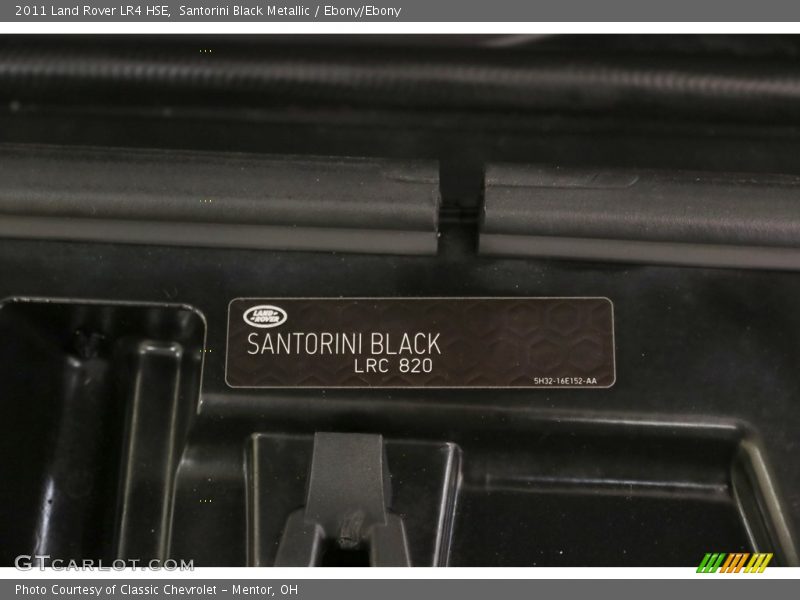 2011 Land Rover LR4 HSE, Santorini Black Metallic / Ebony/Ebony
LAND-
-ROVER
SANTORINI BLACK
LRC 820
5H32-16E152-AA
GTCARLOT.COM
Photo Courtesy of Classic Chevrolet - Mentor, OH